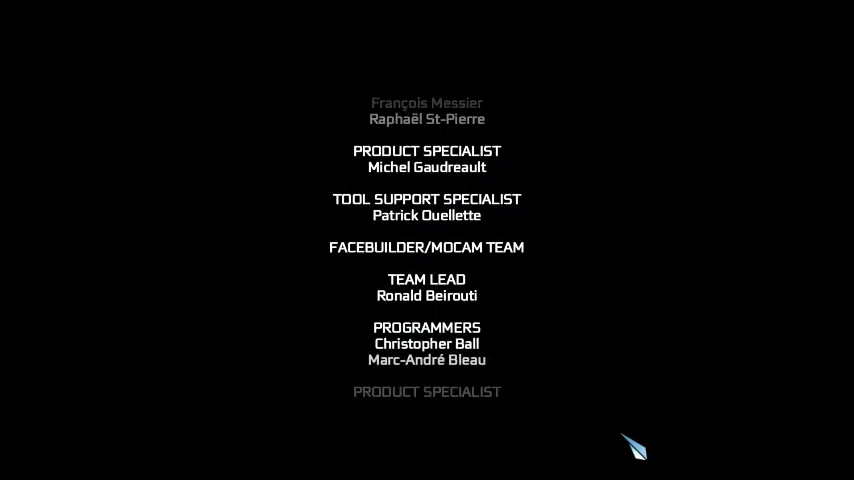 François Messier
Raphaël St-Pierre
PRODUCT SPECIALIST
Michel Gaudreault
TOOL SUPPORT SPECIALIST
Patrick Ouellette
FACEBUILDER/MOCAM TEAM
TEAM LEAD
Ronald Beirouti
PROGRAMMERS
Christopher Ball
Marc-André Bleau
PRODUCT SPECIALIST